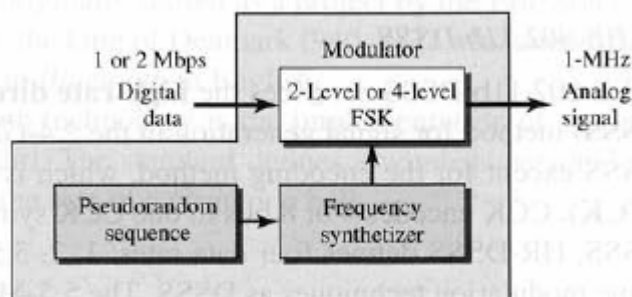 Modulator
1 or 2 Mbps
Digital
data
2-Level or 4-level
FSK
1-MHz
Analog
signal
Pseudorandom
sequence
Frequency
synthetizer